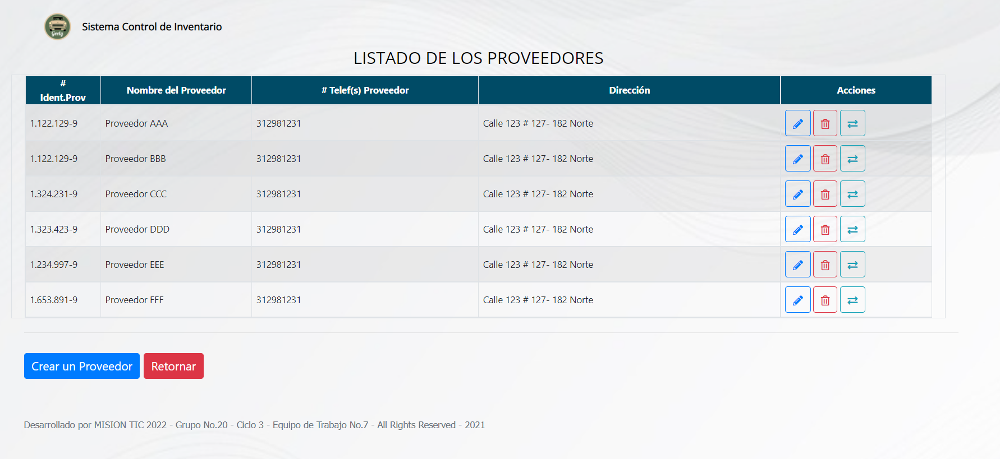 Geely
Sistema Control de Inventario
LISTADO DE LOS PROVEEDORES
# Ident.Prov Nombre del Proveedor # Telef(s) Proveedor Dirección Acciones
1.122.129-9 Proveedor AAA 312981231 Calle 123 # 127- 182 Norte
1.122.129-9 Proveedor BBB 312981231 Calle 123 # 127- 182 Norte
1.324.231-9 Proveedor CCC 312981231 Calle 123 # 127- 182 Norte
1.323.423-9 Proveedor DDD 312981231 Calle 123 # 127- 182 Norte
1.234.997-9 Proveedor EEE 312981231 Calle 123 # 127- 182 Norte
1.653.891-9 Proveedor FFF 312981231 Calle 123 # 127- 182 Norte
Crear un Proveedor Retornar
Desarrollado por MISION TIC 2022 - Grupo No.20 - Ciclo 3 - Equipo de Trabajo No.7 - All Rights Reserved - 2021